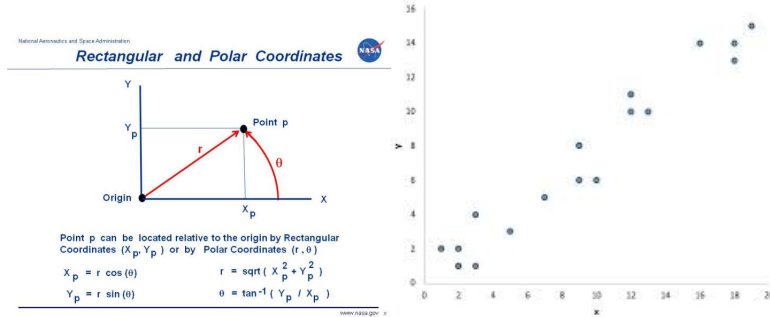 National Aeronautics and Space Administration
Rectangular and Polar Coordinates
NASA
Y
Y p
Point p
r
θ
Origin
X
X p
Point p can be located relative to the origin by Rectangular
Coordinates (X p, Y p) or by Polar Coordinates (r, θ)
X p = r cos (θ)
r = sqrt ( X p 2 + Y p 2 )
Y p = r sin (θ)
θ = tan -1 ( Y p / X p )
www.nasa.gov
16
14
12
10
8
6
4
2
0
y
0 2 4 6 8 10 12 14 16 18
x